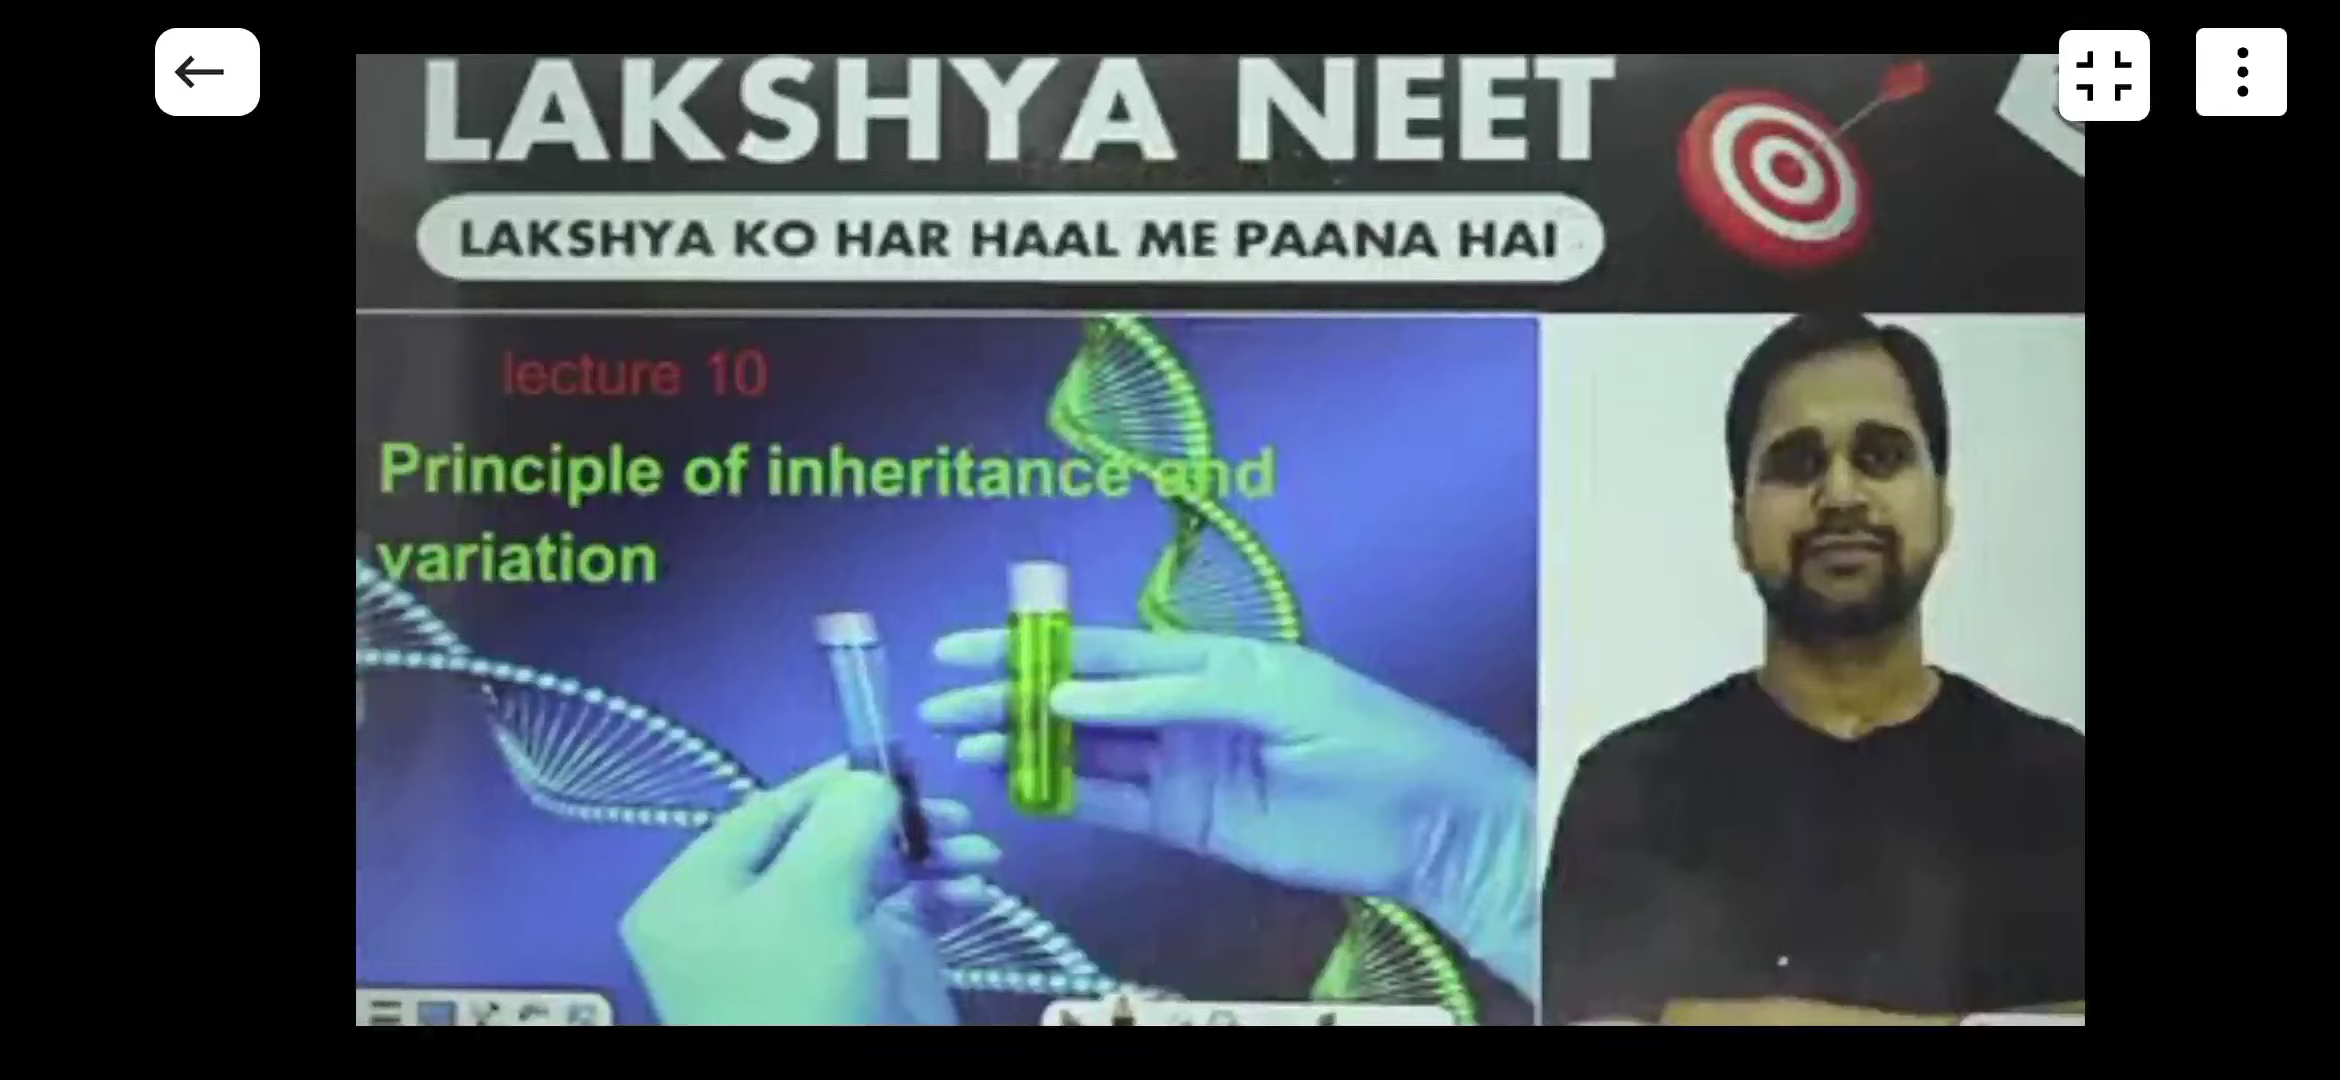 LAKSHYA NEET
LAKSHYA KO HAR HAAL ME PAANA HAI
lecture 10
Principle of inheritance and
variation